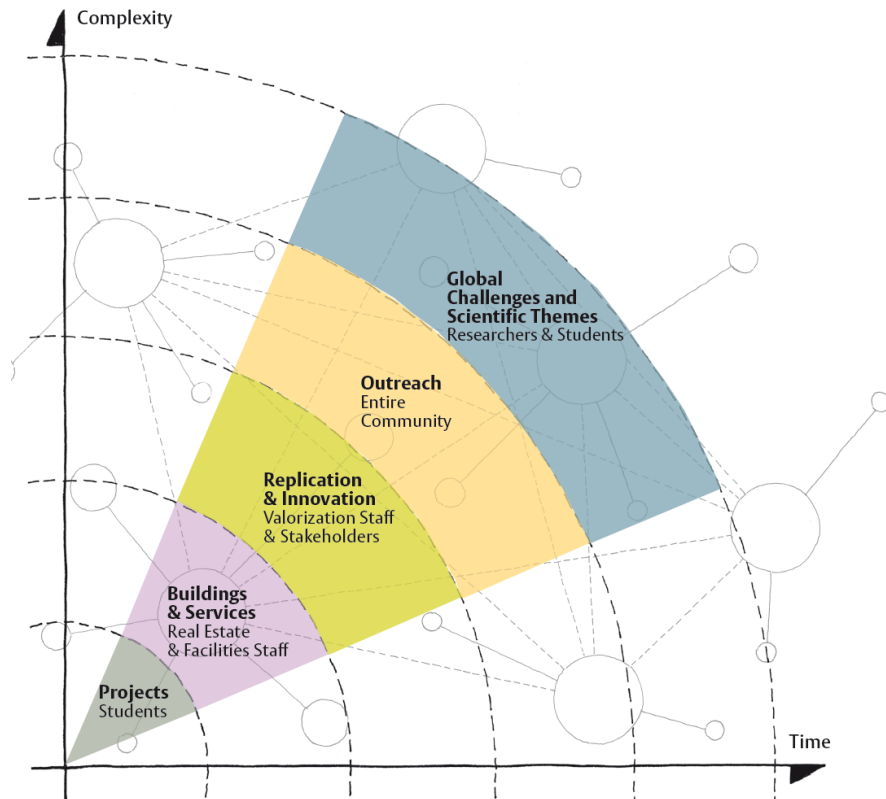 Complexity
Global
Challenges and
Scientific Themes
Researchers & Students
Outreach
Entire
Community
Replication
& Innovation
Valorization Staff
& Stakeholders
Buildings
& Services
Real Estate
& Facilities Staff
Projects
Students
Time